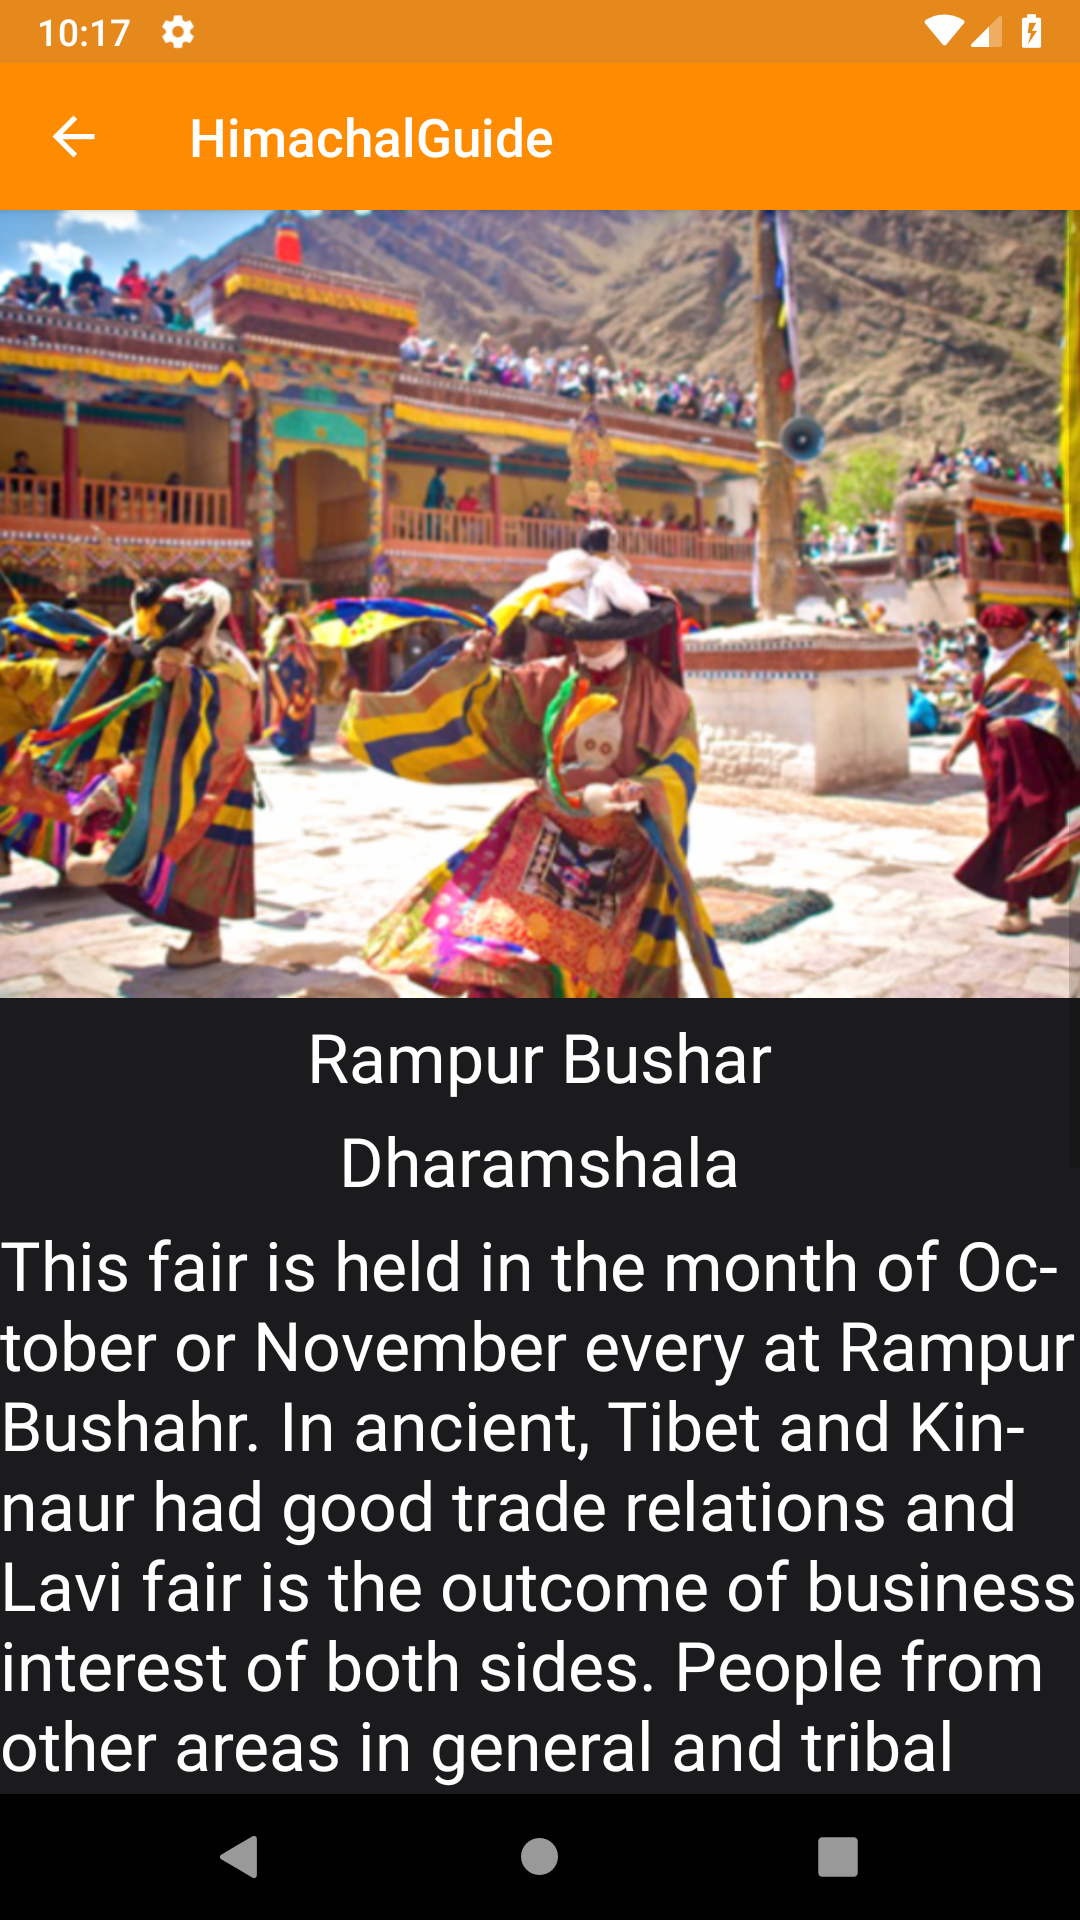 10:17
HimachalGuide
Rampur Bushar
Dharamshala
This fair is held in the month of Oc-
tober or November every at Rampur
Bushahr. In ancient, Tibet and Kin-
naur had good trade relations and
Lavi fair is the outcome of business
interest of both sides. People from
other areas in general and tribal